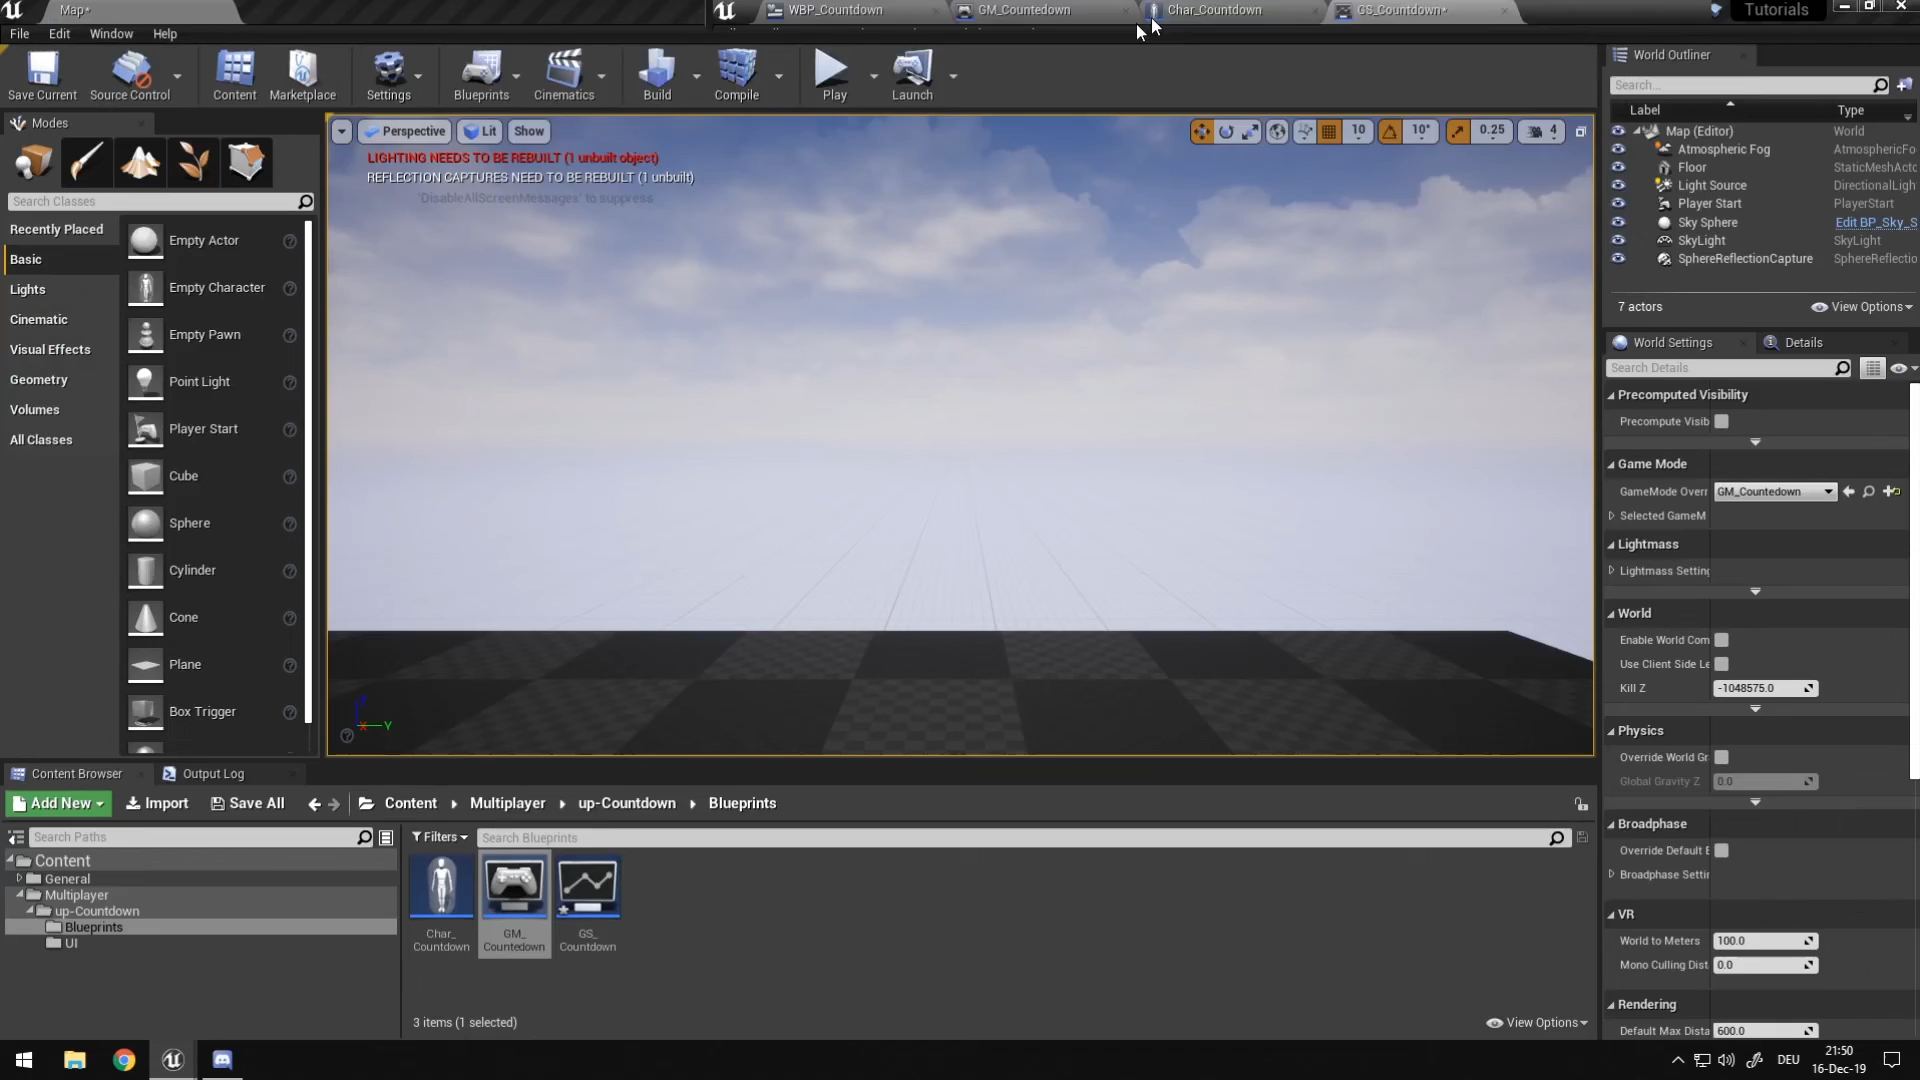 Map*
WBP_Countdown
GM_Countedown
Char_Countdown
GS_Countdown*
Tutorials
File Edit Window Help
Save Current
Source Control
Content
Marketplace
Settings
Blueprints
Cinematics
Build
Compile
Play
Launch
Modes
Search Classes
Recently Placed
Basic
Lights
Cinematic
Visual Effects
Geometry
Volumes
All Classes
Empty Actor
Empty Character
Empty Pawn
Point Light
Player Start
Cube
Sphere
Cylinder
Cone
Plane
Box Trigger
Perspective
Lit
Show
10
10°
0.25
4
LIGHTING NEEDS TO BE REBUILT (1 unbuilt object)
REFLECTION CAPTURES NEED TO BE REBUILT (1 unbuilt)
'DisableAllScreenMessages' to suppress
Y
World Outliner
Search...
Label Type
Map (Editor) World
Atmospheric Fog AtmosphericFo
Floor StaticMeshActo
Light Source DirectionalLigh
Player Start PlayerStart
Sky Sphere Edit BP_Sky_S
SkyLight SkyLight
SphereReflectionCapture SphereReflectio
7 actors
View Options
World Settings
Details
Search Details
Precomputed Visibility
Precompute Visib
Game Mode
GameMode Overr GM_Countedown
Selected GameM
Lightmass
Lightmass Setting
World
Enable World Com
Use Client Side Le
Kill Z -1048575.0
Physics
Override World Gr
Global Gravity Z 0.0
Broadphase
Override Default E
Broadphase Settin
VR
World to Meters 100.0
Mono Culling Dist 0.0
Rendering
Default Max Dista 600.0
Content Browser
Output Log
Add New
Import
Save All
Content
Multiplayer
up-Countdown
Blueprints
Search Paths
Filters
Search Blueprints
Content
General
Multiplayer
up-Countdown
Blueprints
UI
Char_
Countdown
GM_
Countedown
GS_
Countdown
3 items (1 selected)
View Options
DEU
21:50
16-Dec-19